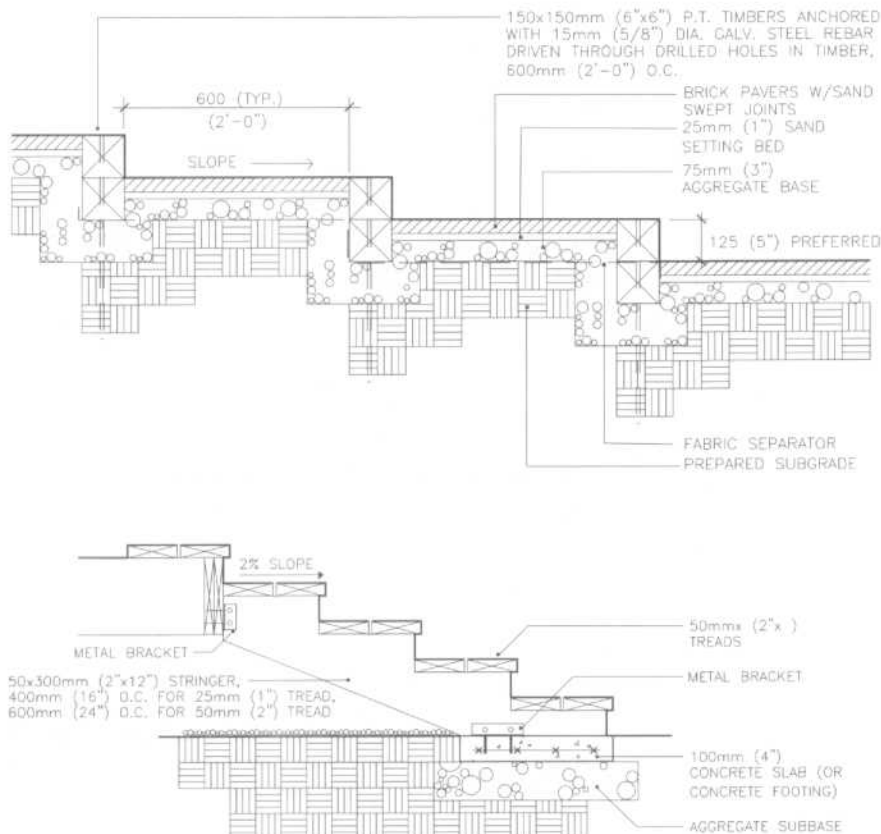 150x150mm (6"x6") P.T. TIMBERS ANCHORED
WITH 15mm (5/8") DIA. GALV. STEEL REBAR
DRIVEN THROUGH DRILLED HOLES IN TIMBER,
600mm (2'-0") O.C.
600 (TYP.)
(2'-0")
BRICK PAVERS W/SAND
SWEPT JOINTS
SLOPE
25mm (1") SAND
SETTING BED
75mm (3")
AGGREGATE BASE
125 (5") PREFERRED
FABRIC SEPARATOR
PREPARED SUBGRADE
2% SLOPE
50mmx (2"x )
TREADS
METAL BRACKET
METAL BRACKET
50x300mm (2"x12") STRINGER,
400mm (16") O.C. FOR 25mm (1") TREAD,
600mm (24") O.C. FOR 50mm (2") TREAD
100mm (4")
CONCRETE SLAB (OR
CONCRETE FOOTING)
AGGREGATE SUBBASE